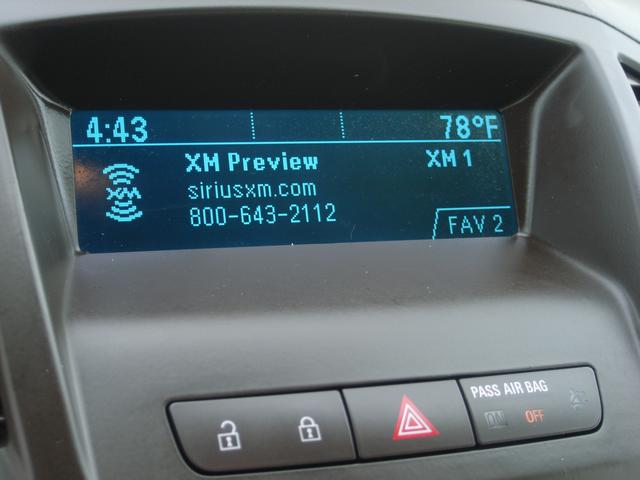 4:43 78°F
XM Preview XM 1
siriusxm.com
800-643-2112
FAV 2
XM
PASS AIR BAG
ON OFF